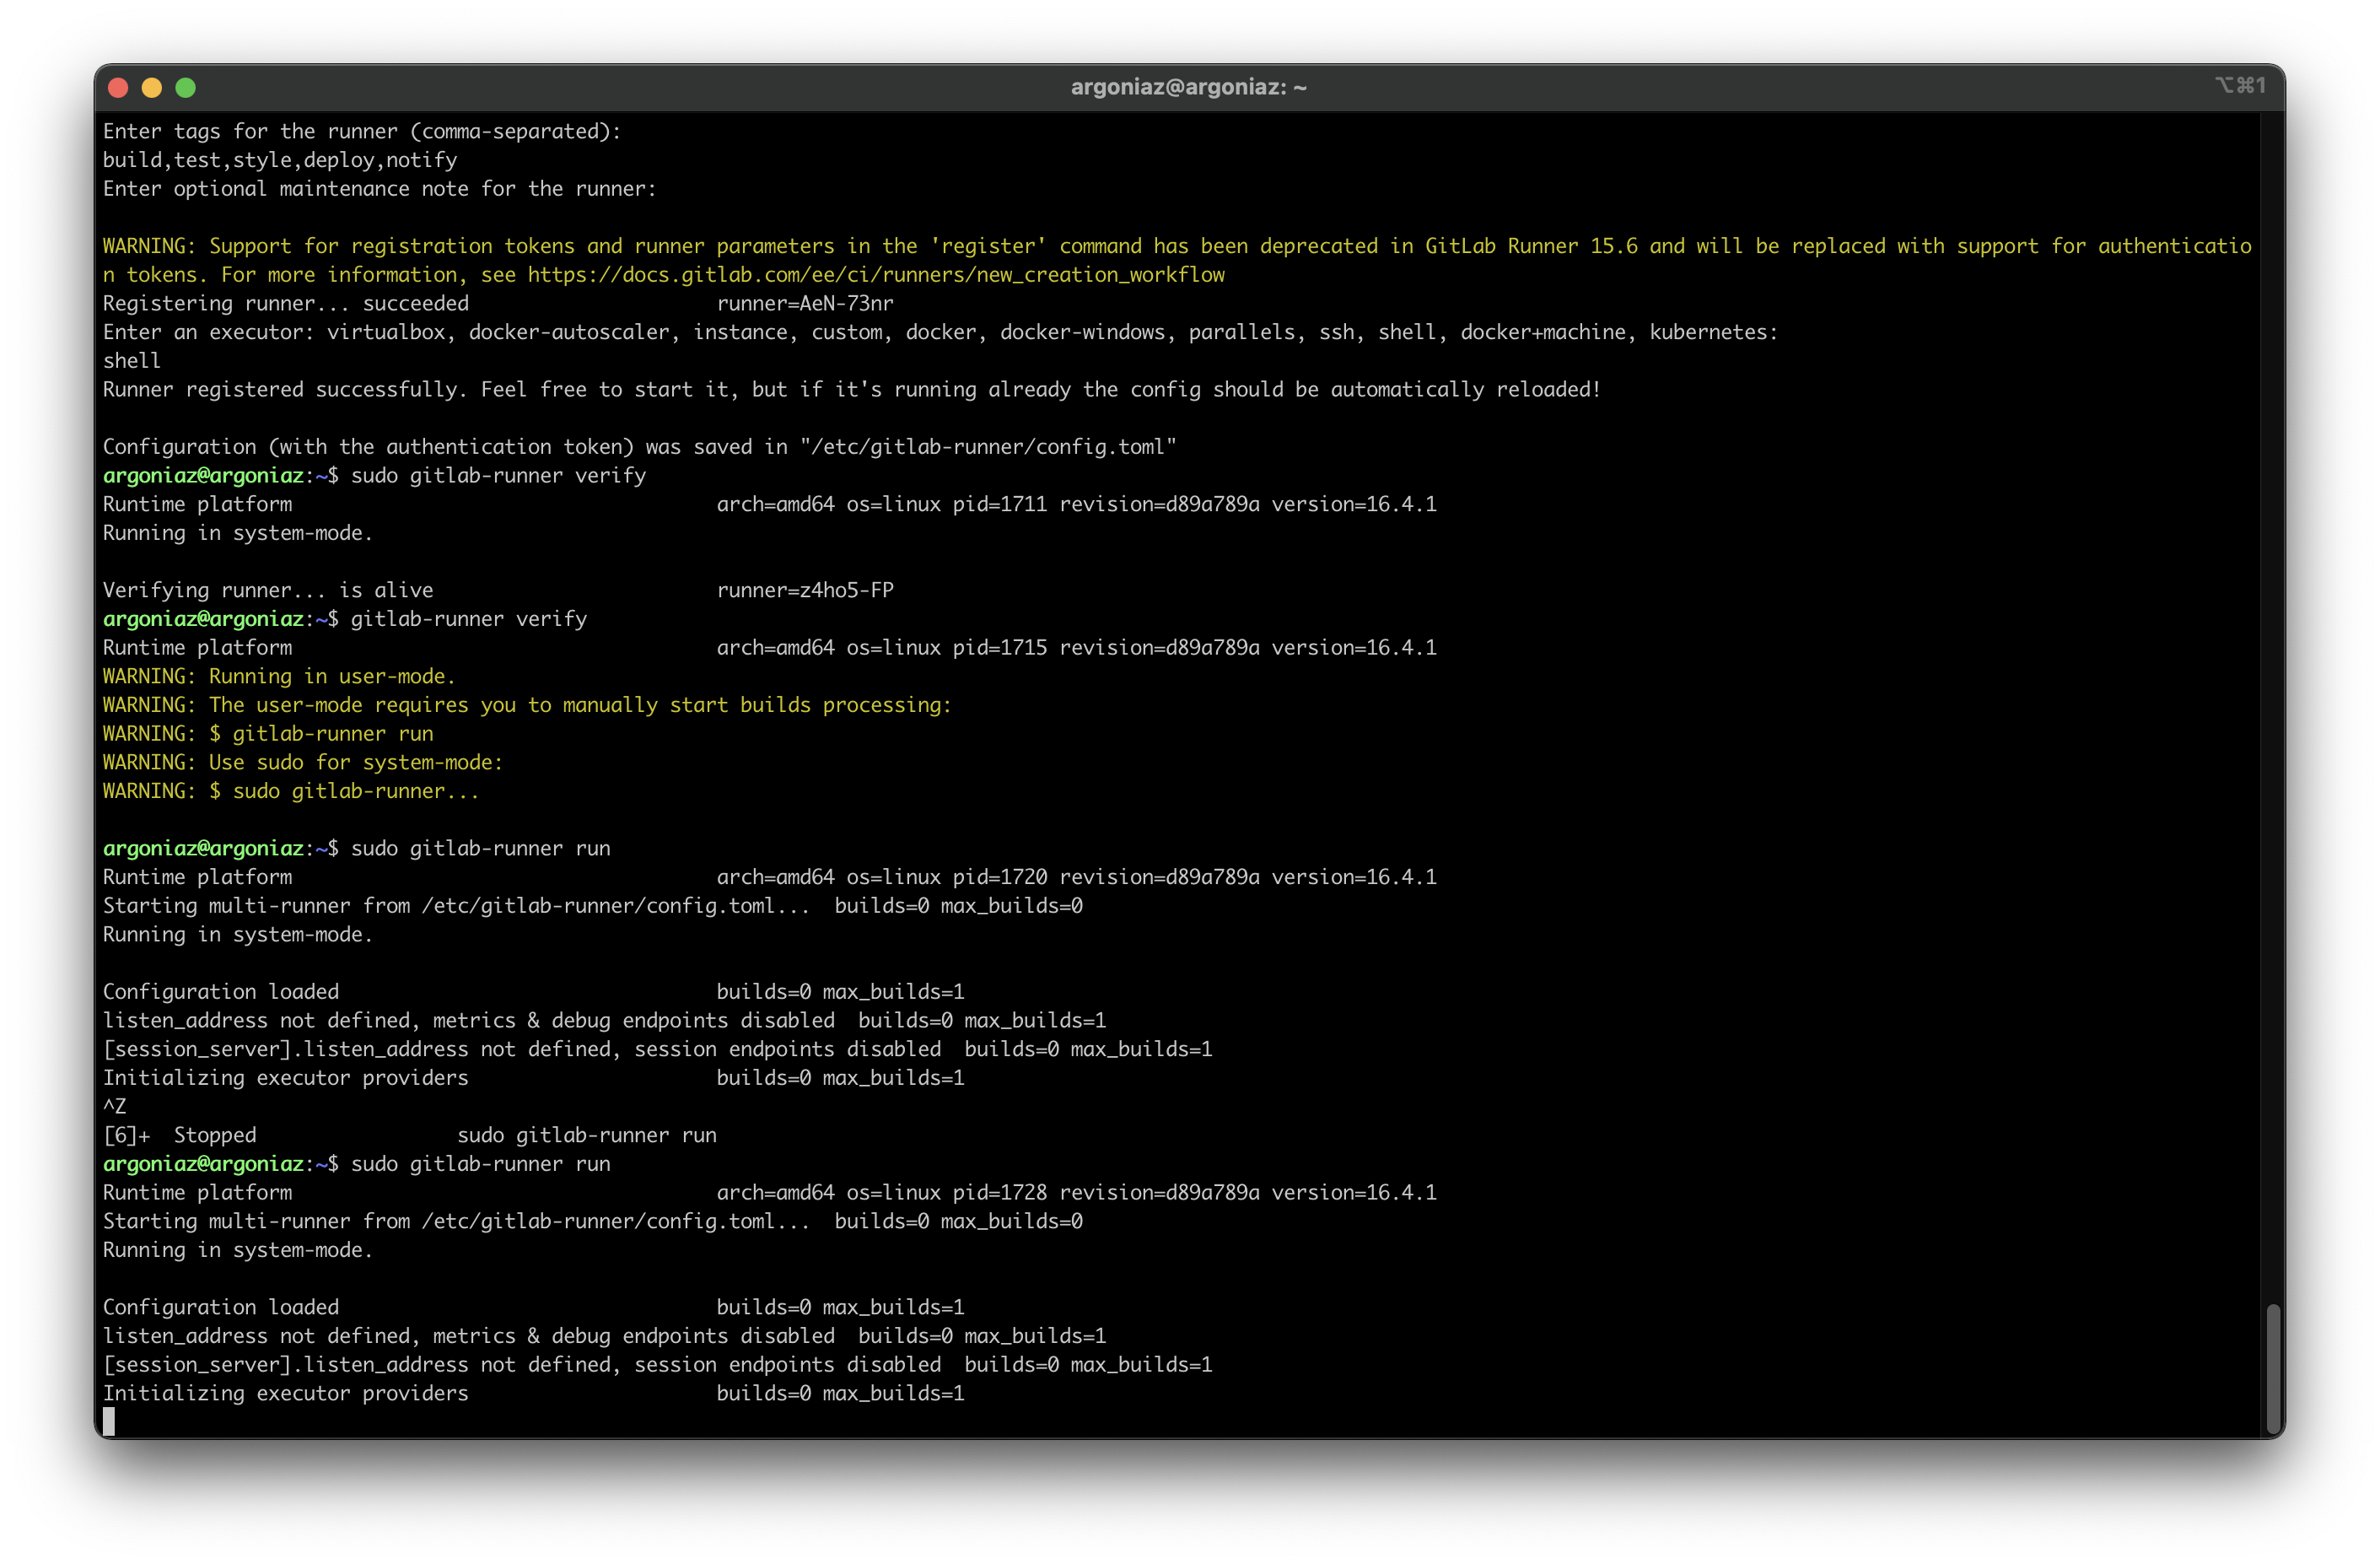 argoniaz@argoniaz: ~
⌥⌘1
Enter tags for the runner (comma-separated):
build,test,style,deploy,notify
Enter optional maintenance note for the runner:
WARNING: Support for registration tokens and runner parameters in the 'register' command has been deprecated in GitLab Runner 15.6 and will be replaced with support for authenticatio
n tokens. For more information, see https://docs.gitlab.com/ee/ci/runners/new_creation_workflow
Registering runner... succeeded                     runner=AeN-73nr
Enter an executor: virtualbox, docker-autoscaler, instance, custom, docker, docker-windows, parallels, ssh, shell, docker+machine, kubernetes:
shell
Runner registered successfully. Feel free to start it, but if it's running already the config should be automatically reloaded!
Configuration (with the authentication token) was saved in "/etc/gitlab-runner/config.toml"
argoniaz@argoniaz:~$ sudo gitlab-runner verify
Runtime platform                                    arch=amd64 os=linux pid=1711 revision=d89a789a version=16.4.1
Running in system-mode.
Verifying runner... is alive                        runner=z4ho5-FP
argoniaz@argoniaz:~$ gitlab-runner verify
Runtime platform                                    arch=amd64 os=linux pid=1715 revision=d89a789a version=16.4.1
WARNING: Running in user-mode.
WARNING: The user-mode requires you to manually start builds processing:
WARNING: $ gitlab-runner run
WARNING: Use sudo for system-mode:
WARNING: $ sudo gitlab-runner...
argoniaz@argoniaz:~$ sudo gitlab-runner run
Runtime platform                                    arch=amd64 os=linux pid=1720 revision=d89a789a version=16.4.1
Starting multi-runner from /etc/gitlab-runner/config.toml...  builds=0 max_builds=0
Running in system-mode.
Configuration loaded                                builds=0 max_builds=1
listen_address not defined, metrics & debug endpoints disabled  builds=0 max_builds=1
[session_server].listen_address not defined, session endpoints disabled  builds=0 max_builds=1
Initializing executor providers                     builds=0 max_builds=1
^Z
[6]+  Stopped                 sudo gitlab-runner run
argoniaz@argoniaz:~$ sudo gitlab-runner run
Runtime platform                                    arch=amd64 os=linux pid=1728 revision=d89a789a version=16.4.1
Starting multi-runner from /etc/gitlab-runner/config.toml...  builds=0 max_builds=0
Running in system-mode.
Configuration loaded                                builds=0 max_builds=1
listen_address not defined, metrics & debug endpoints disabled  builds=0 max_builds=1
[session_server].listen_address not defined, session endpoints disabled  builds=0 max_builds=1
Initializing executor providers                     builds=0 max_builds=1